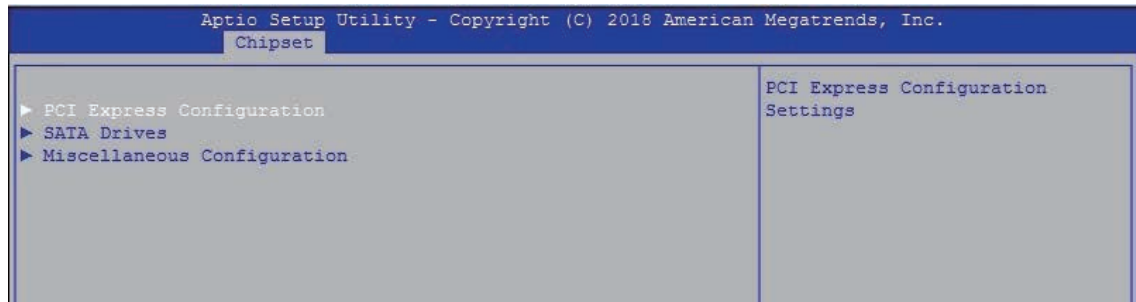 Aptio Setup Utility - Copyright (C) 2018 American Megatrends, Inc.
Chipset
► PCI Express Configuration
► SATA Drives
► Miscellaneous Configuration
PCI Express Configuration
Settings